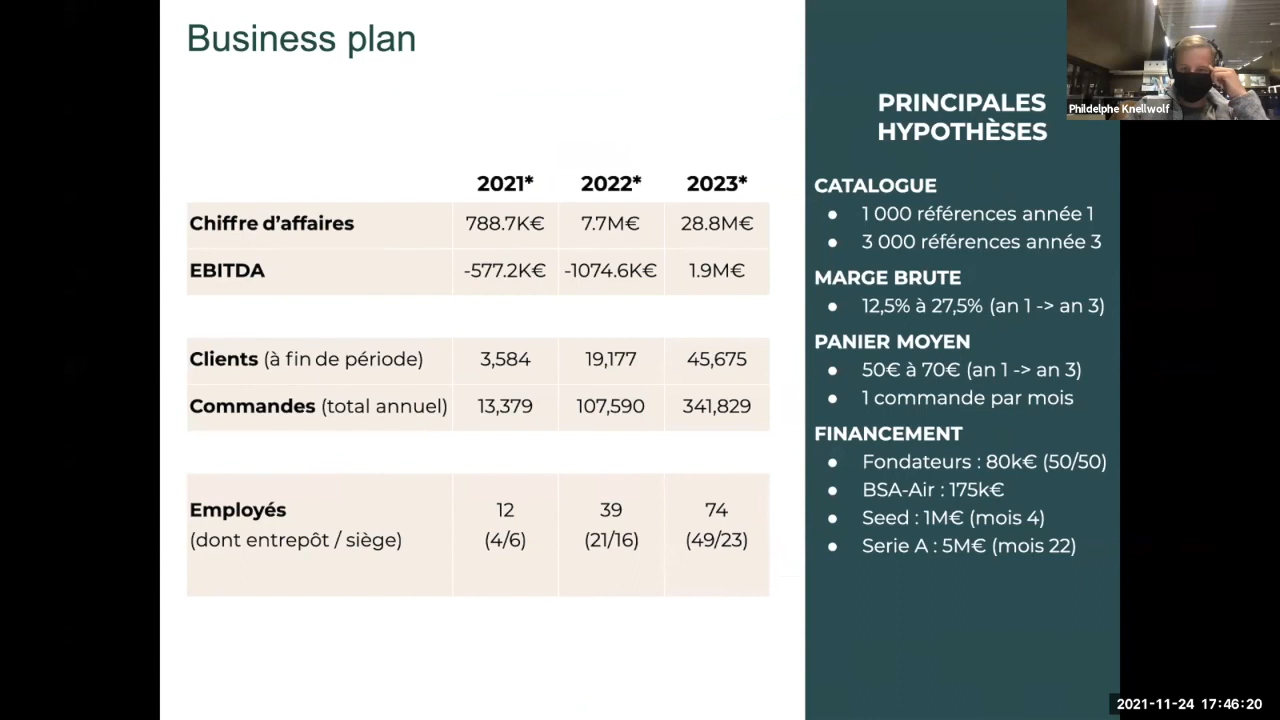 Business plan
2021* 2022* 2023*
Chiffre d’affaires 788.7K€ 7.7M€ 28.8M€
EBITDA -577.2K€ -1074.6K€ 1.9M€
Clients (à fin de période) 3,584 19,177 45,675
Commandes (total annuel) 13,379 107,590 341,829
Employés 12 39 74
(dont entrepôt / siège) (4/6) (21/16) (49/23)
PRINCIPALES
HYPOTHÈSES
CATALOGUE
● 1 000 références année 1
● 3 000 références année 3
MARGE BRUTE
● 12,5% à 27,5% (an 1 -> an 3)
PANIER MOYEN
● 50€ à 70€ (an 1 -> an 3)
● 1 commande par mois
FINANCEMENT
● Fondateurs : 80k€ (50/50)
● BSA-Air : 175k€
● Seed : 1M€ (mois 4)
● Serie A : 5M€ (mois 22)
Phildelphe Knellwolf
2021-11-24 17:46:20